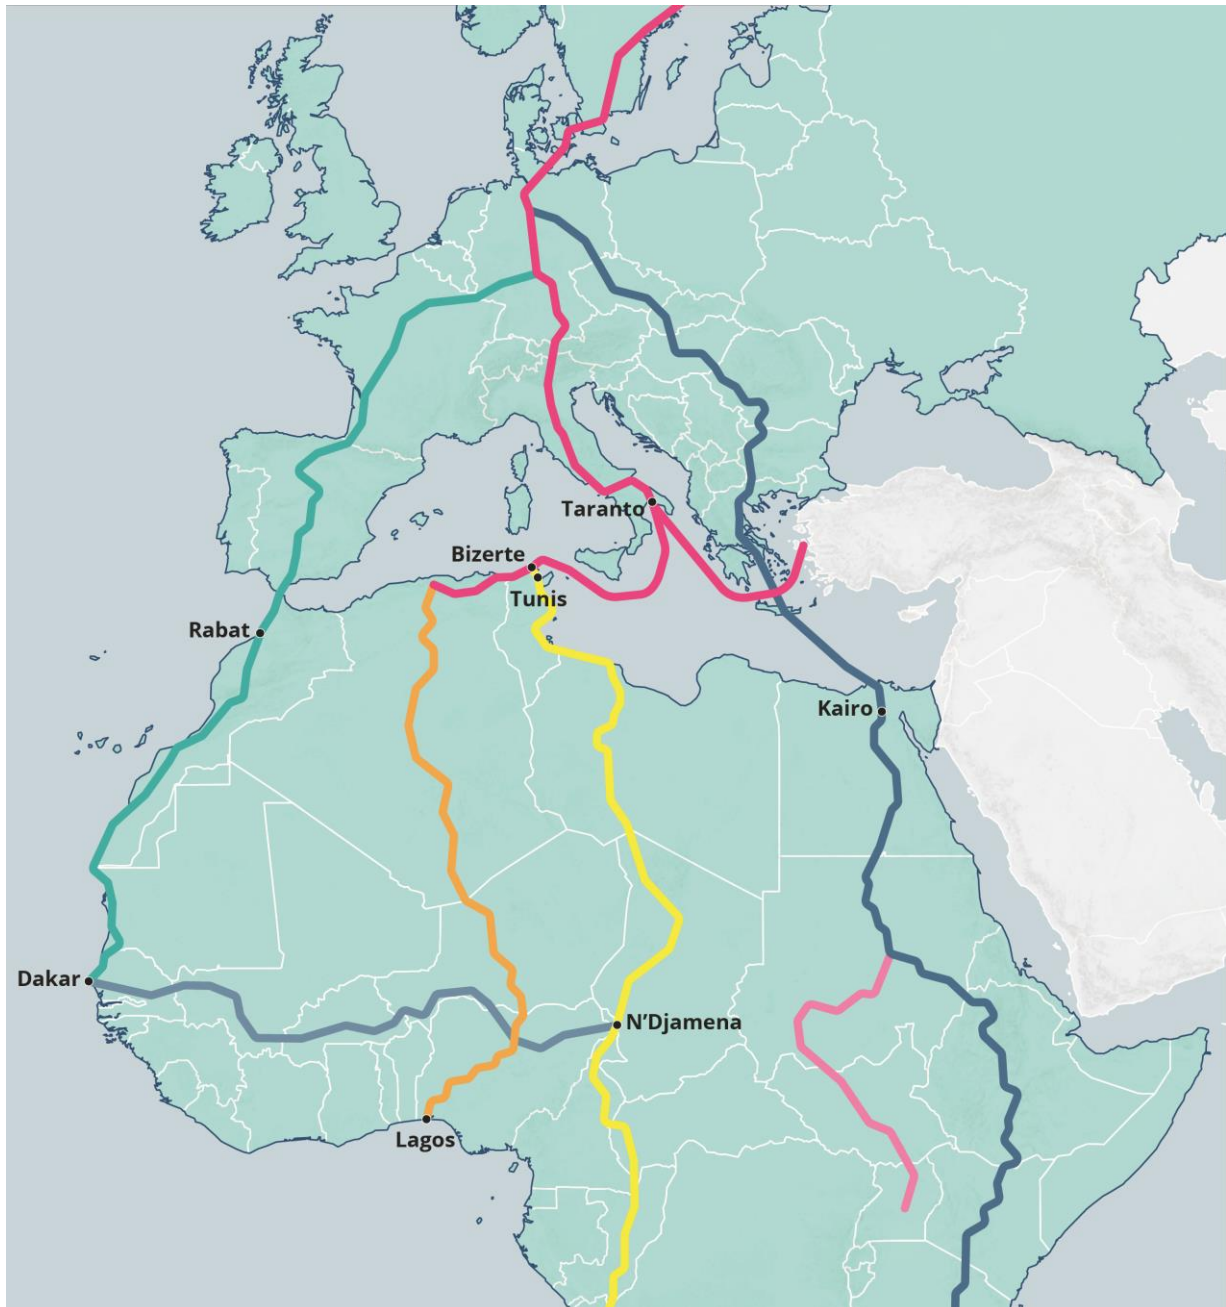 Taranto
Bizerte
Tunis
Rabat
Kairo
Dakar
N’Djamena
Lagos